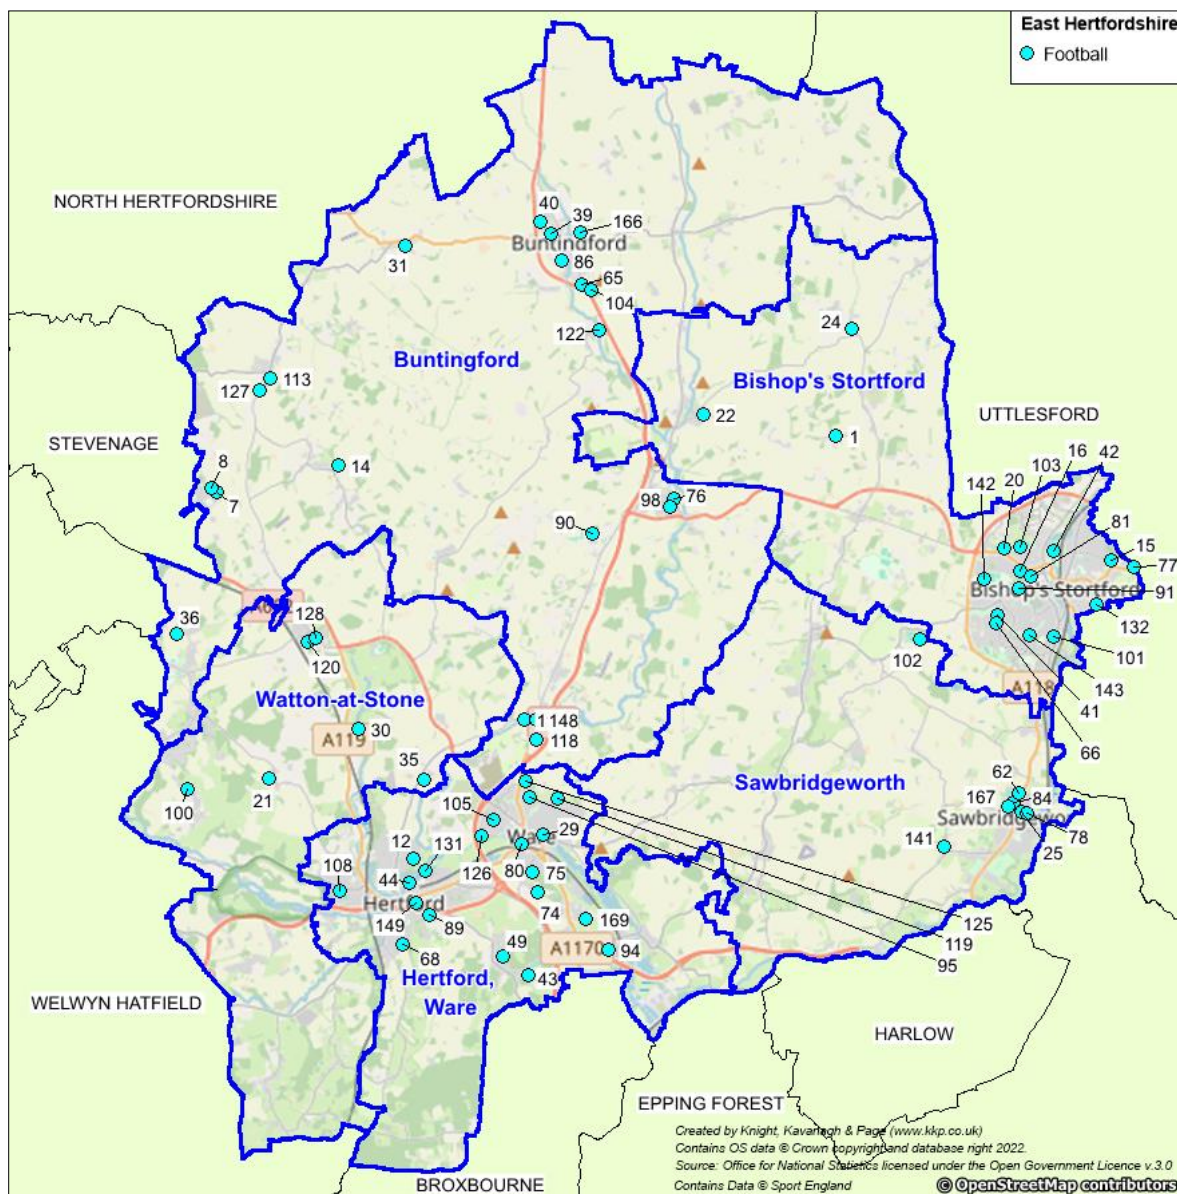 East Hertfordshire
Football
NORTH HERTFORDSHIRE
40
39
166
Buntingford
31
86
65
104
122
24
Buntingford
Bishop's Stortford
113
127
22
UTTLESFORD
STEVENAGE
1
16
42
8
14
142
20
103
7
76
98
81
90
15
77
Bishop's Stortford
91
128
36
132
120
102
101
Watton-at-Stone
A118
143
41
30
148
66
A119
118
35
Sawbridgeworth
62
21
167
84
100
105
Sawbridgewo
78
29
Ware
141
25
12
131
126
80
75
108
44
Hertford
74
125
149
89
169
119
49
A1170
94
95
68
43
Hertford,
Ware
WELWYN HATFIELD
HARLOW
EPPING FOREST
Created by Knight, Kavanagh & Page (www.kkp.co.uk)
Contains OS data © Crown copyright and database right 2022.
Source: Office for National Statistics licensed under the Open Government Licence v.3.0
Contains Data © Sport England
BROXBOURNE
© OpenStreetMap contributors